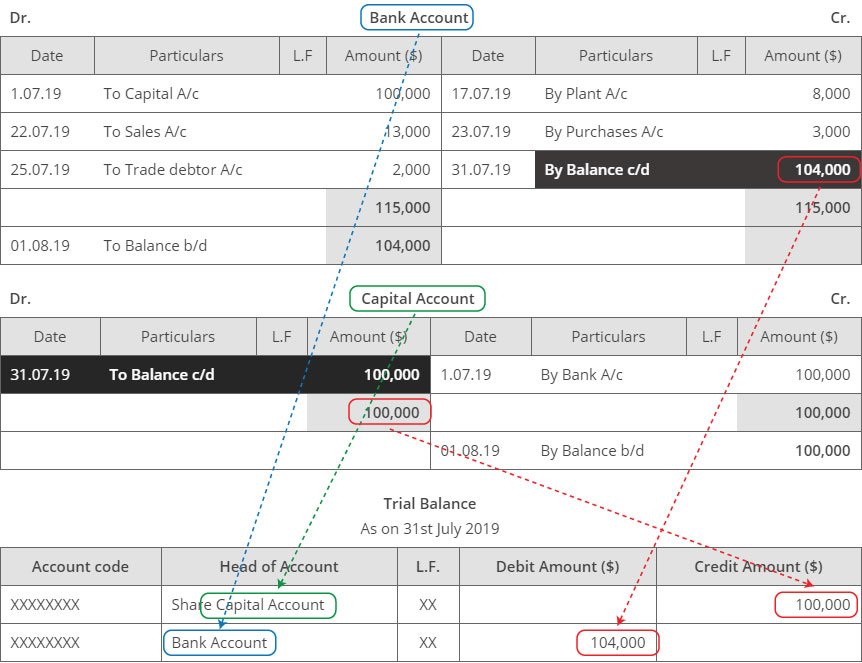 Dr. Bank Account Cr.
Date Particulars L.F Amount ($) Date Particulars L.F Amount ($)
1.07.19 To Capital A/c 100,000 17.07.19 By Plant A/c 8,000
22.07.19 To Sales A/c 13,000 23.07.19 By Purchases A/c 3,000
25.07.19 To Trade debtor A/c 2,000 31.07.19 By Balance c/d 104,000
115,000 115,000
01.08.19 To Balance b/d 104,000
Dr. Capital Account Cr.
Date Particulars L.F Amount ($) Date Particulars L.F Amount ($)
31.07.19 To Balance c/d 100,000 1.07.19 By Bank A/c 100,000
100,000 100,000
01.08.19 By Balance b/d 100,000
Trial Balance
As on 31st July 2019
Account code Head of Account L.F. Debit Amount ($) Credit Amount ($)
XXXXXXXX Share Capital Account XX 100,000
XXXXXXXX Bank Account XX 104,000